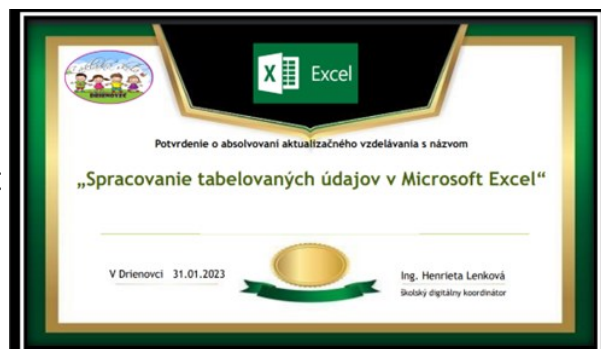 Excel
DRIENOVEC
Potvrdenie o absolvovaní aktualizačného vzdelávania s názvom
„Spracovanie tabelovaných údajov v Microsoft Excel“
V Drienovci 31.01.2023
Ing. Henrieta Lenková
školský digitálny koordinátor